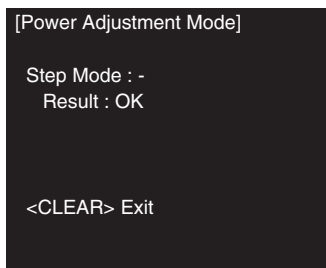 [Power Adjustment Mode]
Step Mode : -
Result : OK
<CLEAR> Exit